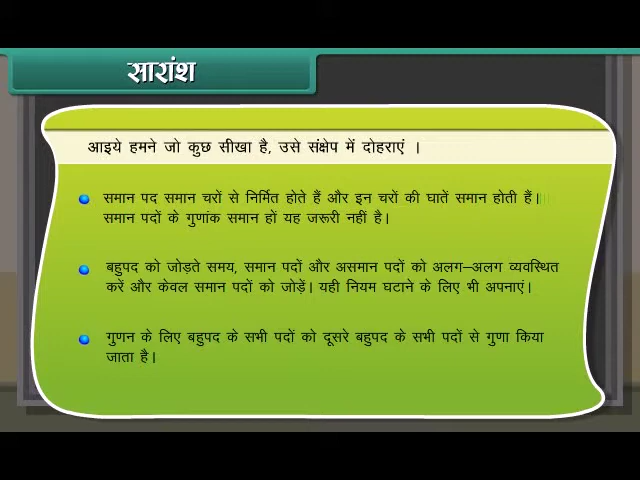 सारांश
आइये हमने जो कुछ सीखा है, उसे संक्षेप में दोहराएं ।
समान पद समान चरों से निर्मित होते हैं और इन चरों की घातें समान होती हैं।
समान पदों के गुणांक समान हों यह जरूरी नहीं है।
बहुपद को जोड़ते समय, समान पदों और असमान पदों को अलग–अलग व्यवस्थित
करें और केवल समान पदों को जोड़ें। यही नियम घटाने के लिए भी अपनाएं।
गुणन के लिए बहुपद के सभी पदों को दूसरे बहुपद के सभी पदों से गुणा किया
जाता है।